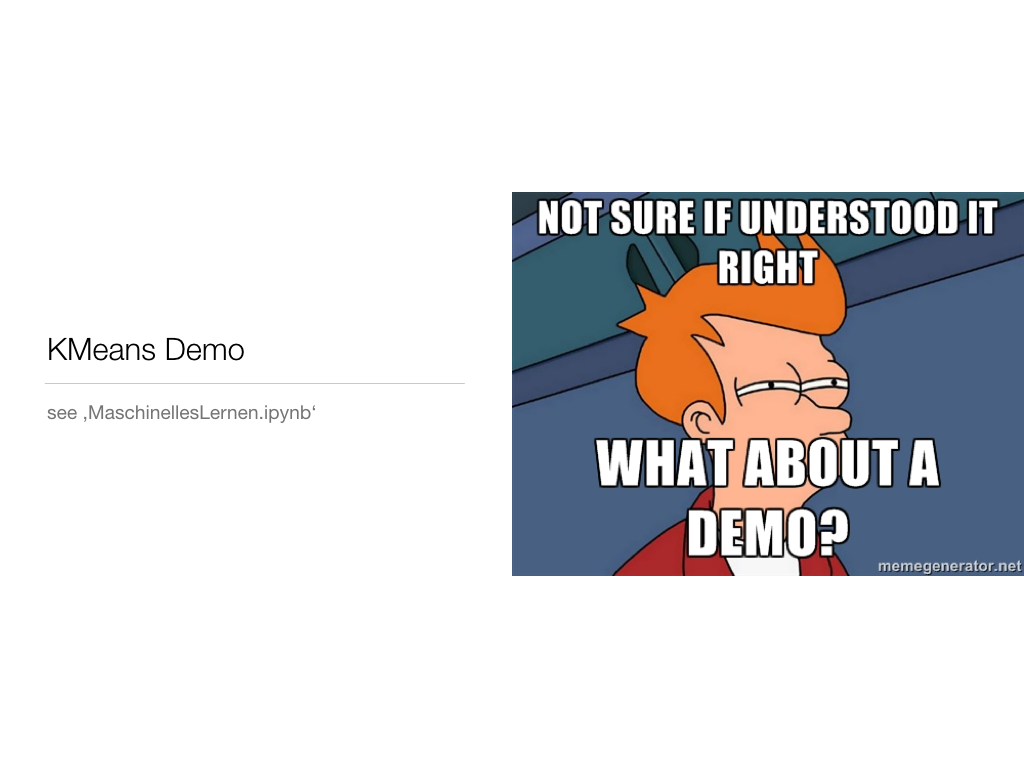 KMeans Demo
see ‚MaschinellesLernen.ipynb‘
NOT SURE IF UNDERSTOOD IT
RIGHT
WHAT ABOUT A
DEMO?
memegenerator.net